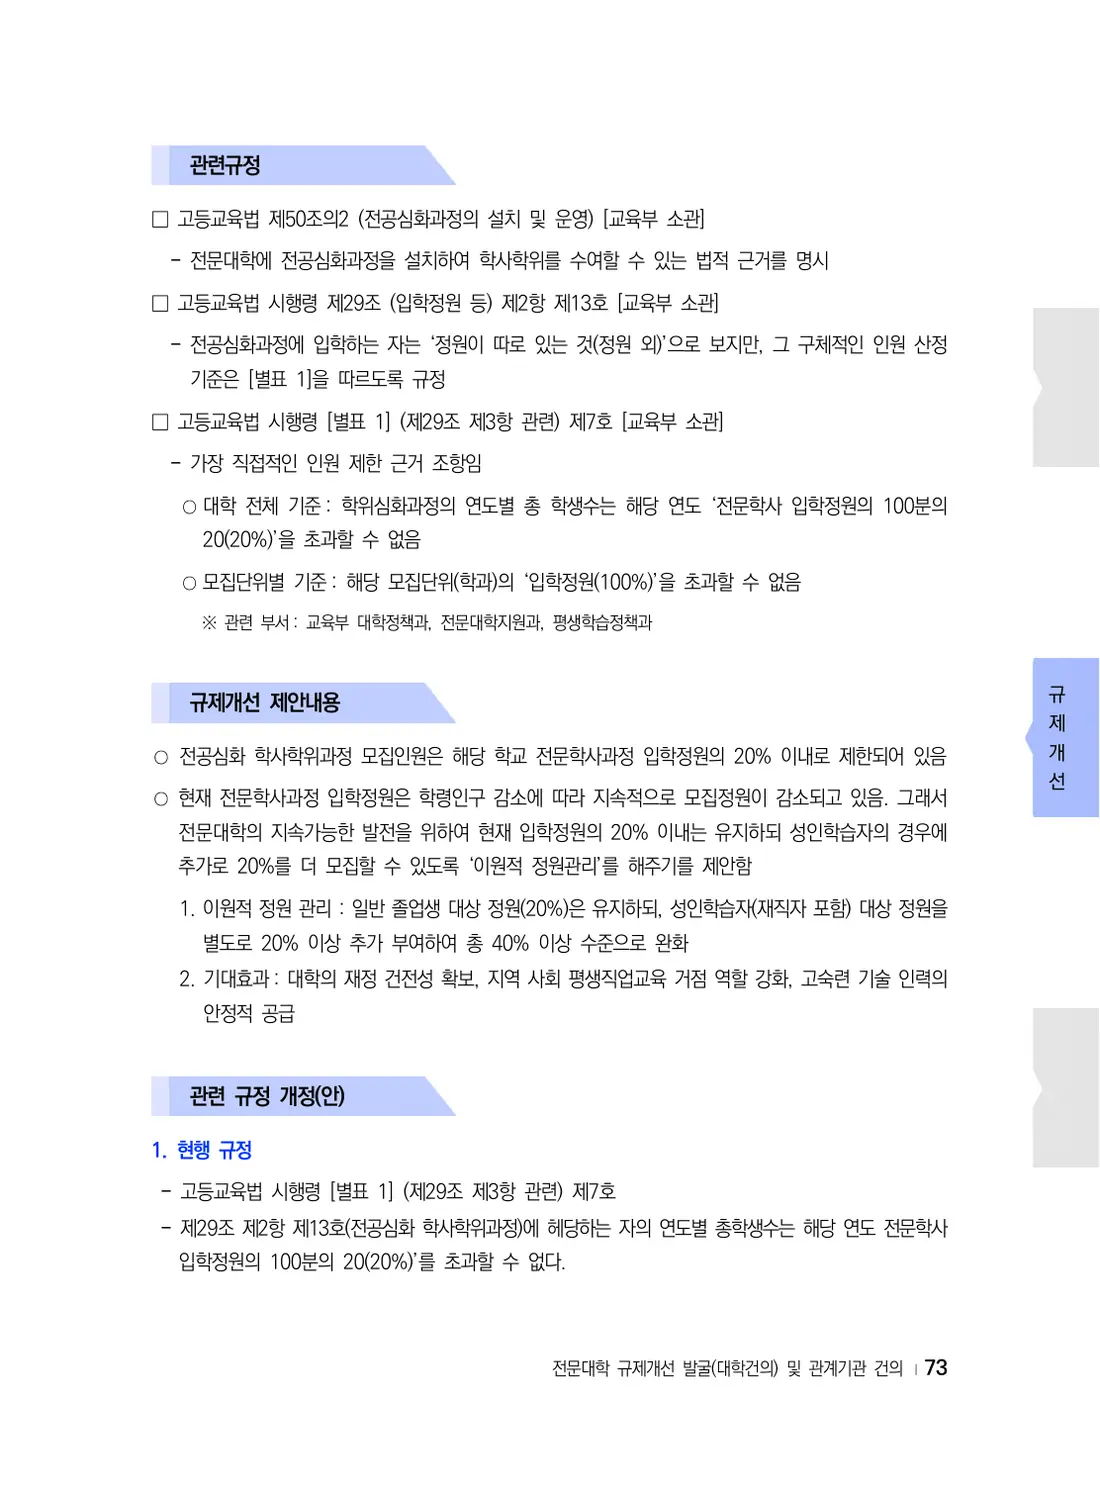 관련규정
□ 고등교육법 제50조의2 (전공심화과정의 설치 및 운영) [교육부 소관]
- 전문대학에 전공심화과정을 설치하여 학사학위를 수여할 수 있는 법적 근거를 명시
□ 고등교육법 시행령 제29조 (입학정원 등) 제2항 제13호 [교육부 소관]
- 전공심화과정에 입학하는 자는 ‘정원이 따로 있는 것(정원 외)’으로 보지만, 그 구체적인 인원 산정
기준은 [별표 1]을 따르도록 규정
□ 고등교육법 시행령 [별표 1] (제29조 제3항 관련) 제7호 [교육부 소관]
- 가장 직접적인 인원 제한 근거 조항임
○ 대학 전체 기준 : 학위심화과정의 연도별 총 학생수는 해당 연도 ‘전문학사 입학정원의 100분의
20(20%)’을 초과할 수 없음
○ 모집단위별 기준 : 해당 모집단위(학과)의 ‘입학정원(100%)’을 초과할 수 없음
※ 관련 부서 : 교육부 대학정책과, 전문대학지원과, 평생학습정책과
규제개선 제안내용
○ 전공심화 학사학위과정 모집인원은 해당 학교 전문학사과정 입학정원의 20% 이내로 제한되어 있음
○ 현재 전문학사과정 입학정원은 학령인구 감소에 따라 지속적으로 모집정원이 감소되고 있음. 그래서
전문대학의 지속가능한 발전을 위하여 현재 입학정원의 20% 이내는 유지하되 성인학습자의 경우에
추가로 20%를 더 모집할 수 있도록 ‘이원적 정원관리’를 해주기를 제안함
1. 이원적 정원 관리 : 일반 졸업생 대상 정원(20%)은 유지하되, 성인학습자(재직자 포함) 대상 정원을
별도로 20% 이상 추가 부여하여 총 40% 이상 수준으로 완화
2. 기대효과 : 대학의 재정 건전성 확보, 지역 사회 평생직업교육 거점 역할 강화, 고숙련 기술 인력의
안정적 공급
관련 규정 개정(안)
1. 현행 규정
- 고등교육법 시행령 [별표 1] (제29조 제3항 관련) 제7호
- 제29조 제2항 제13호(전공심화 학사학위과정)에 헤당하는 자의 연도별 총학생수는 해당 연도 전문학사
입학정원의 100분의 20(20%)’를 초과할 수 없다.
규
제
개
선
전문대학 규제개선 발굴(대학건의) 및 관계기관 건의 | 73